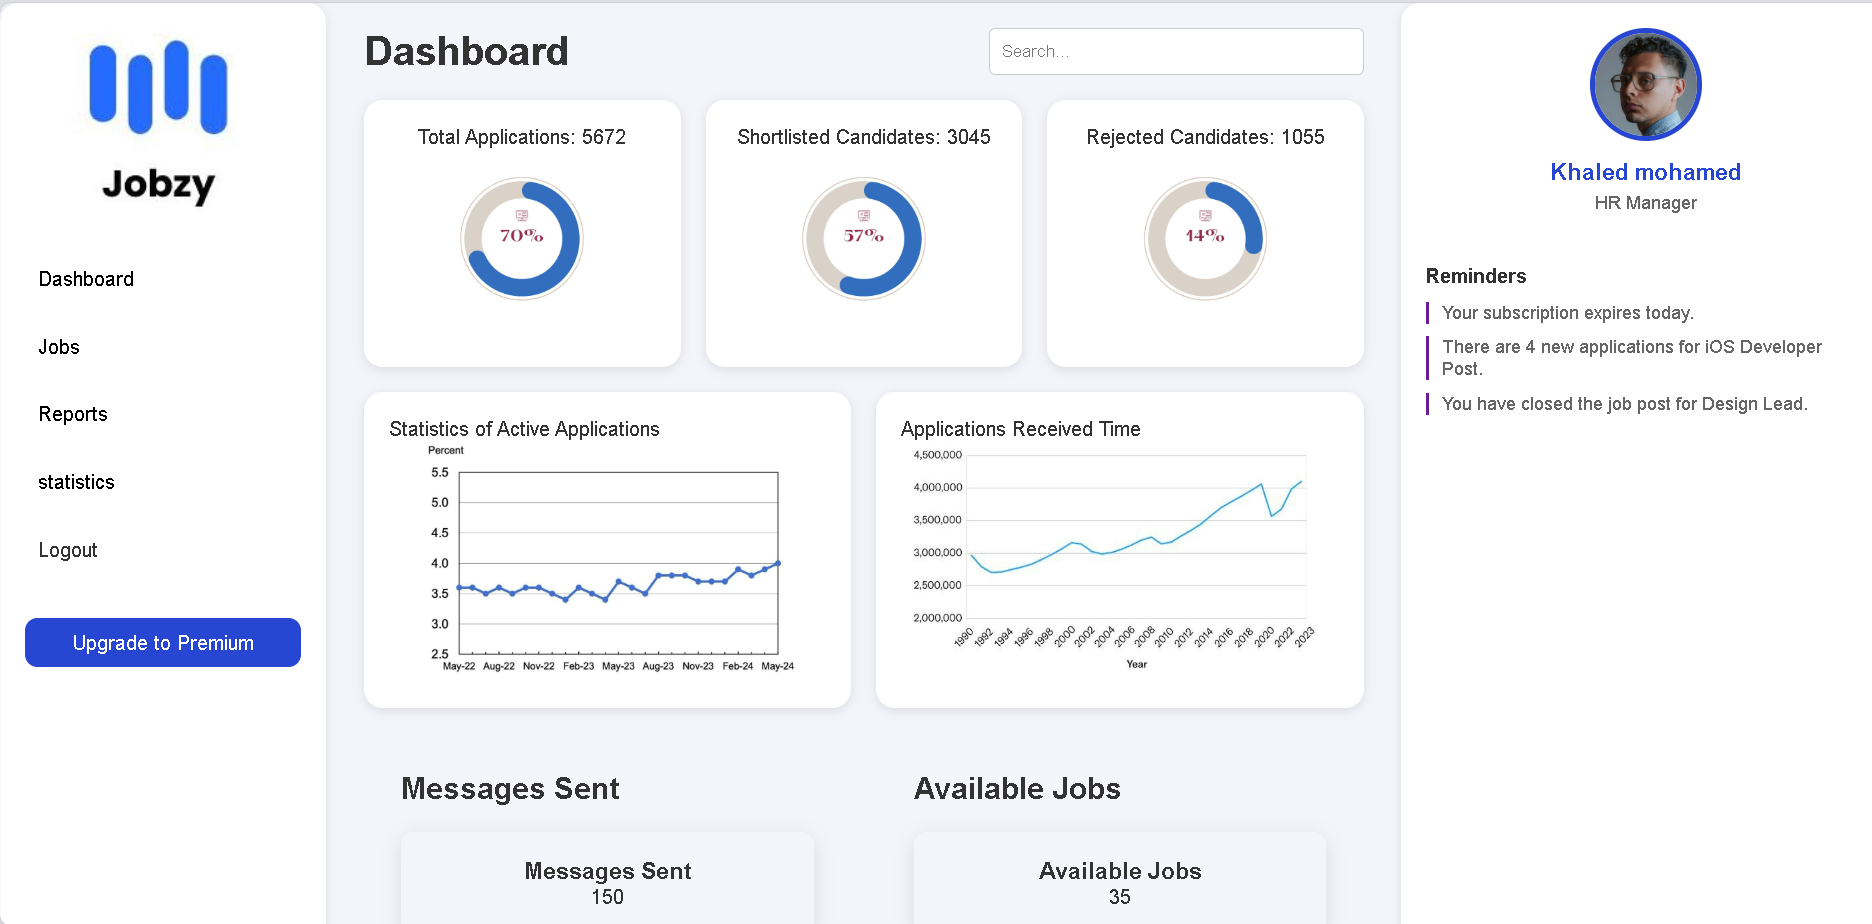 Jobzy
Dashboard
Jobs
Reports
statistics
Logout
Upgrade to Premium
Dashboard
Search...
Total Applications: 5672
70%
Shortlisted Candidates: 3045
57%
Rejected Candidates: 1055
14%
Statistics of Active Applications
Percent
5.5
5.0
4.5
4.0
3.5
3.0
2.5
May-22 Aug-22 Nov-22 Feb-23 May-23 Aug-23 Nov-23 Feb-24 May-24
Applications Received Time
4,500,000
4,000,000
3,500,000
3,000,000
2,500,000
2,000,000
1990 1992 1994 1996 1998 2000 2002 2004 2006 2008 2010 2012 2014 2016 2018 2020 2022 2023
Year
Messages Sent
Messages Sent
150
Available Jobs
Available Jobs
35
Khaled mohamed
HR Manager
Reminders
Your subscription expires today.
There are 4 new applications for iOS Developer
Post.
You have closed the job post for Design Lead.